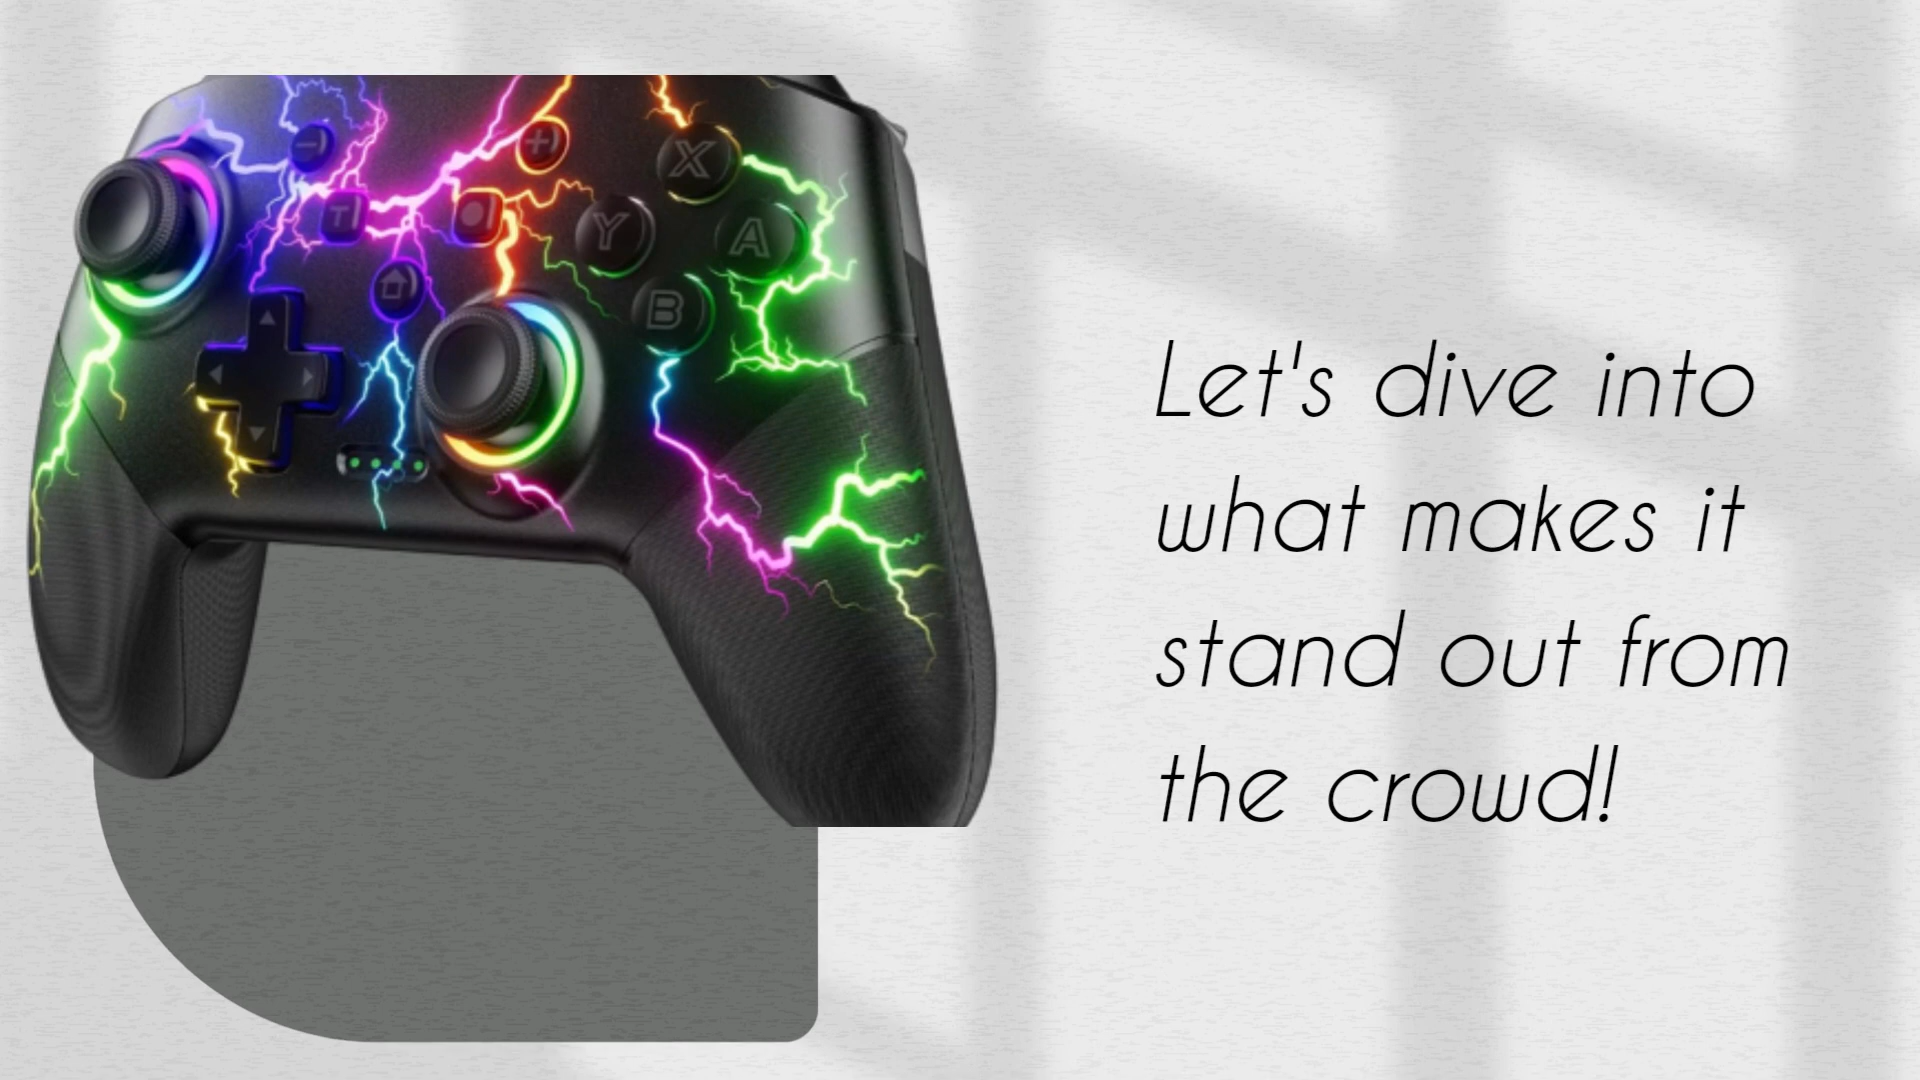 X
Y
A
B
T
Let's dive into
what makes it
stand out from
the crowd!